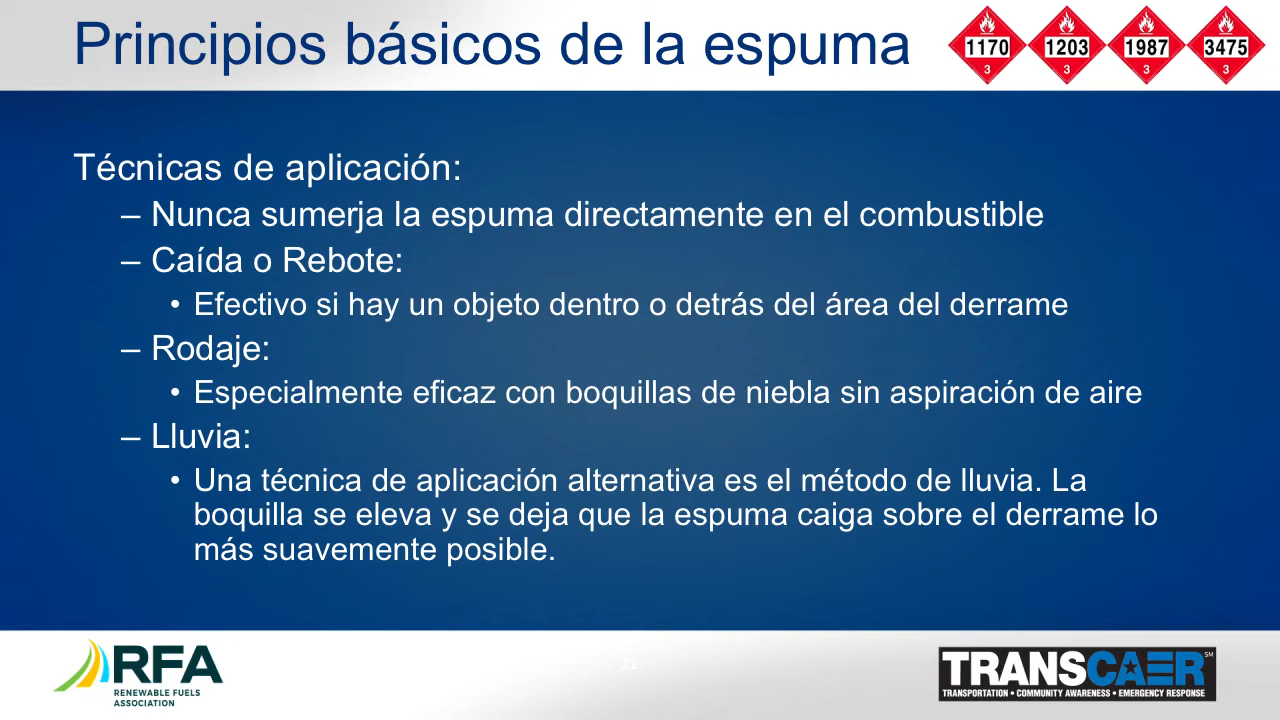 Principios básicos de la espuma
1170
3
1203
3
1987
3
3475
3
Técnicas de aplicación:
– Nunca sumerja la espuma directamente en el combustible
– Caída o Rebote:
• Efectivo si hay un objeto dentro o detrás del área del derrame
– Rodaje:
• Especialmente eficaz con boquillas de niebla sin aspiración de aire
– Lluvia:
• Una técnica de aplicación alternativa es el método de lluvia. La
boquilla se eleva y se deja que la espuma caiga sobre el derrame lo
más suavemente posible.
RFA
RENEWABLE FUELS
ASSOCIATION
22
TRANSCAER SM
TRANSPORTATION • COMMUNITY AWARENESS • EMERGENCY RESPONSE